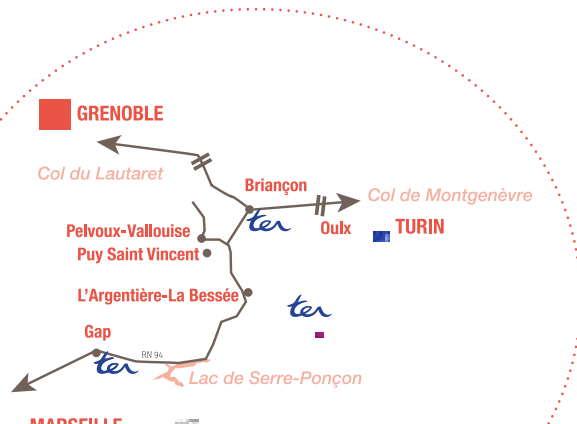 GRENOBLE
Col du Lautaret
Briançon
Col de Montgenèvre
ter
Oulx
TURIN
Pelvoux-Vallouise
Puy Saint Vincent
L'Argentière-La Bessée
ter
Gap
RN 94
ter
Lac de Serre-Ponçon
MARSEILLE